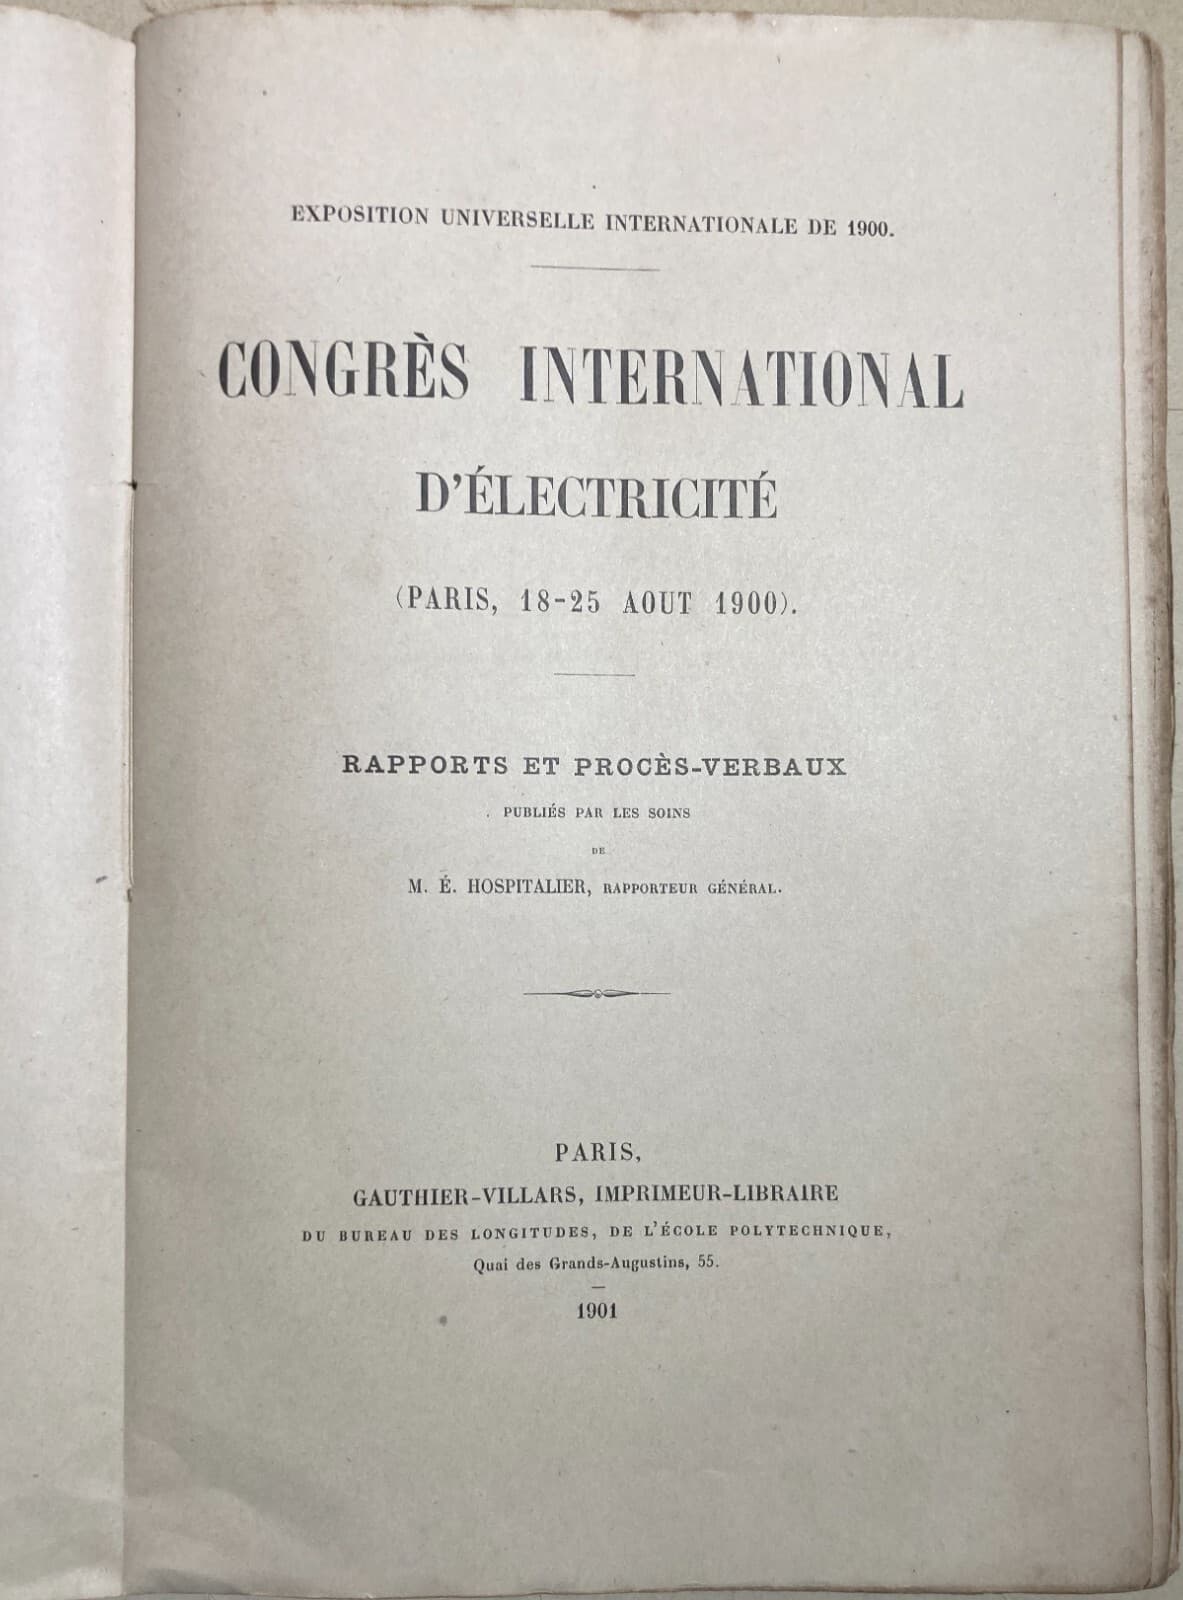 EXPOSITION UNIVERSELLE INTERNATIONALE DE 1900.
CONGRÈS INTERNATIONAL
D'ÉLECTRICITÉ
(PARIS, 18-25 AOUT 1900).
RAPPORTS ET PROCÈS-VERBAUX
PUBLIÉS PAR LES SOINS
DE
M. É. HOSPITALIER, RAPPORTEUR GÉNÉRAL.
PARIS,
GAUTHIER-VILLARS, IMPRIMEUR-LIBRAIRE
DU BUREAU DES LONGITUDES, DE L'ÉCOLE POLYTECHNIQUE,
Quai des Grands-Augustins, 55.
1901